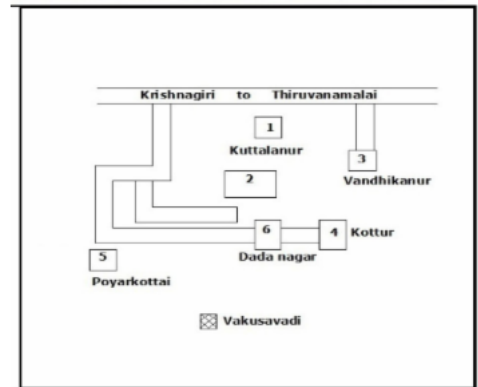 Krishnagiri to Thiruvanamalai
1
Kuttalanur
3
2
Vandhikanur
6
4 Kottur
Dada nagar
5
Poyarkottai
Vakusavadi